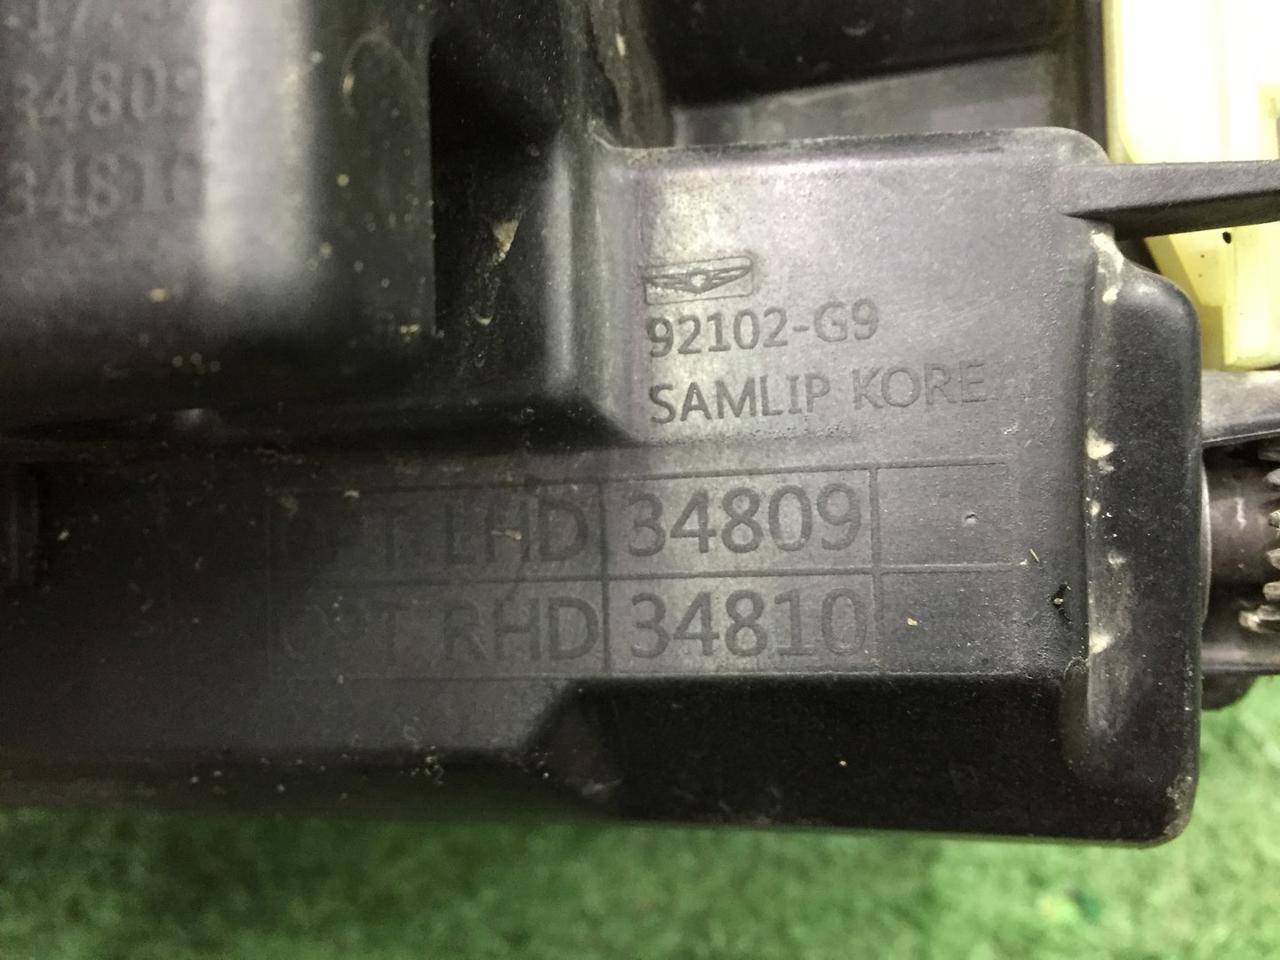 34809
34810
92102-G9
SAMLIP KORE
LHD 34809
RHD 34810